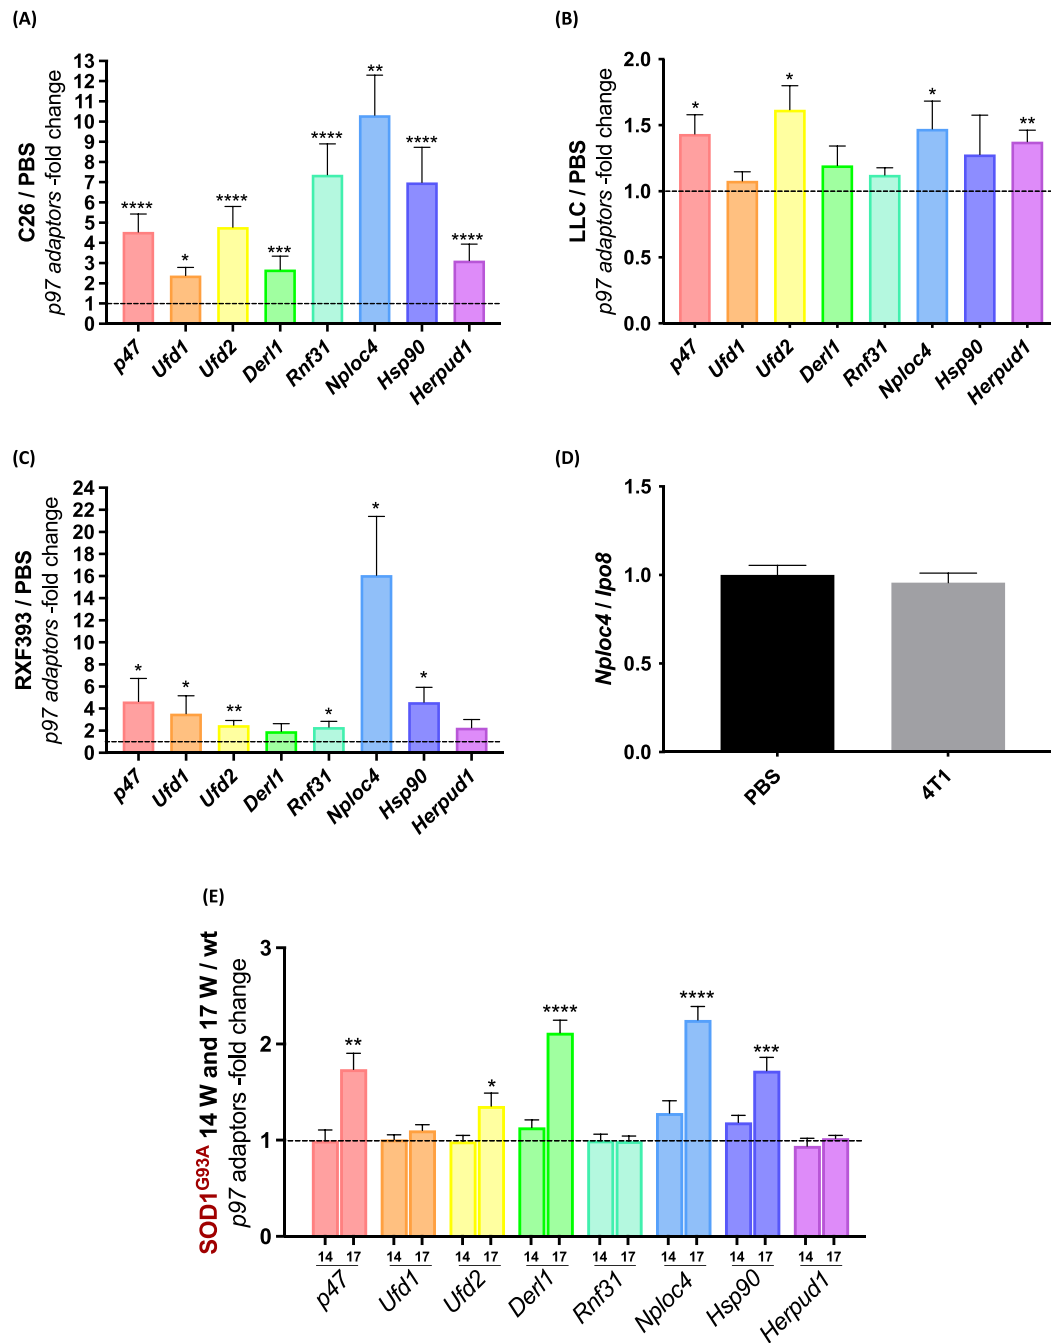 (A)
C26 / PBS
p97 adaptors -fold change
13
12
11
10
9
8
7
6
5
4
3
2
1
0
**** * **** *** **** ** **** ****
p47 Ufd1 Ufd2 Derl1 Rnf31 Nploc4 Hsp90 Herpud1
(B)
LLC / PBS
p97 adaptors -fold change
2.0
1.5
1.0
0.5
0.0
* * * **
p47 Ufd1 Ufd2 Derl1 Rnf31 Nploc4 Hsp90 Herpud1
(C)
RXF393 / PBS
p97 adaptors -fold change
24
22
20
18
16
14
12
10
8
6
4
2
0
* * ** * * *
p47 Ufd1 Ufd2 Derl1 Rnf31 Nploc4 Hsp90 Herpud1
(D)
Nploc4 / Ipo8
1.5
1.0
0.5
0.0
PBS 4T1
(E)
SOD1G93A 14 W and 17 W / wt
p97 adaptors -fold change
3
2
1
0
** * **** **** ***
14 17 14 17 14 17 14 17 14 17 14 17 14 17 14 17
p47 Ufd1 Ufd2 Derl1 Rnf31 Nploc4 Hsp90 Herpud1